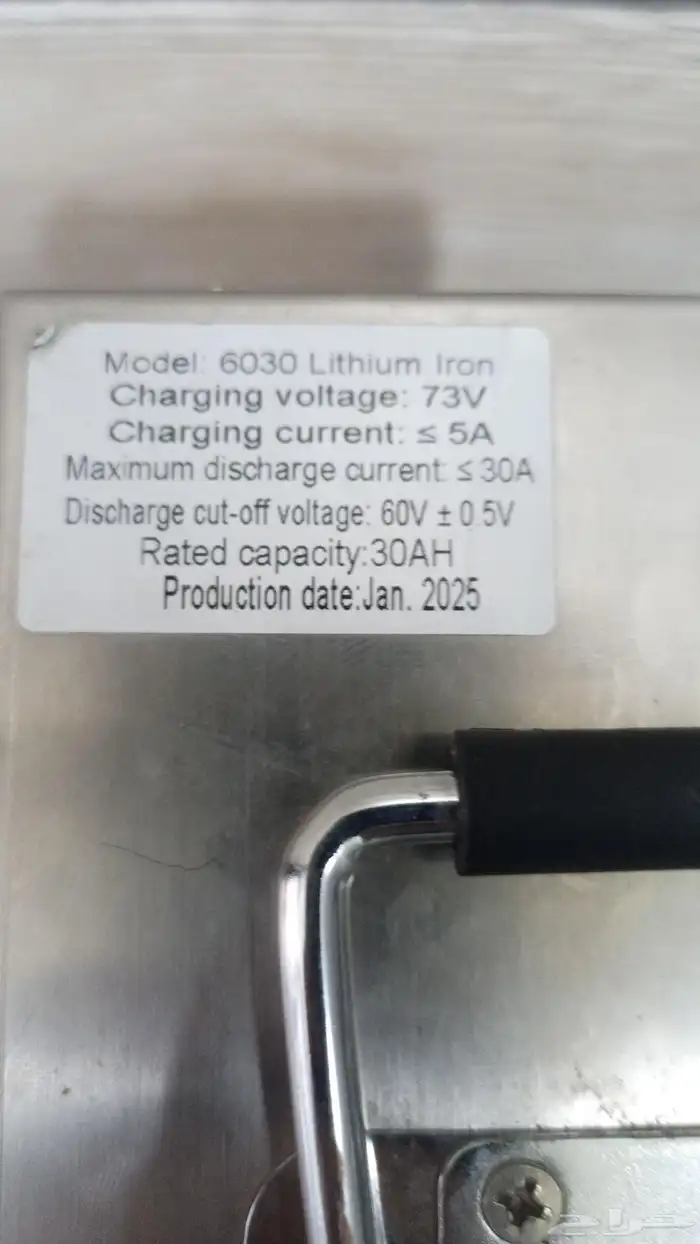 Model: 6030 Lithium Iron
Charging voltage: 73V
Charging current: ≤ 5A
Maximum discharge current: ≤ 30A
Discharge cut-off voltage: 60V ± 0.5V
Rated capacity:30AH
Production date:Jan. 2025
حراج